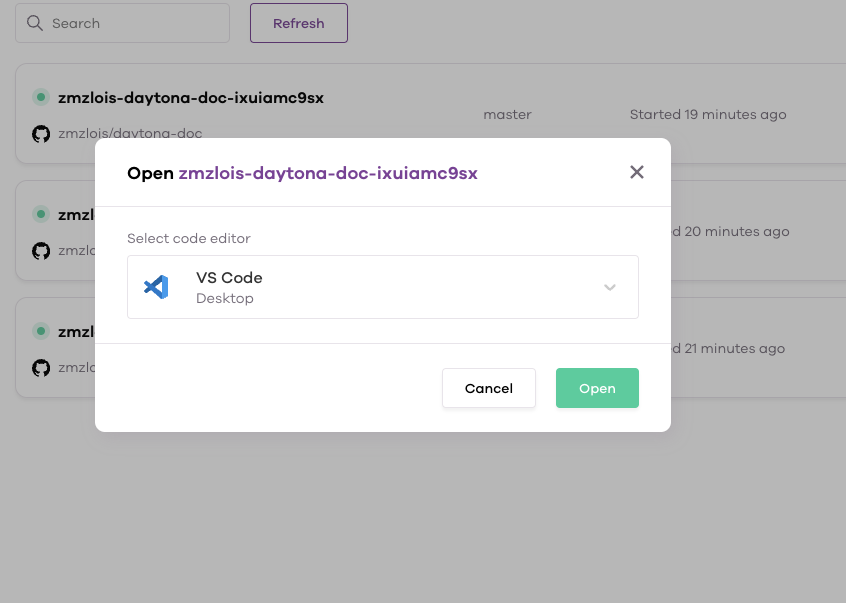 Search
Refresh
zmzlois-daytona-doc-ixuiamc9sx
master
Started 19 minutes ago
zmzlois/daytona-doc
Open zmzlois-daytona-doc-ixuiamc9sx
zmzl
d 20 minutes ago
zmzlo
Select code editor
VS Code
Desktop
zmzl
d 21 minutes ago
zmzlo
Cancel
Open